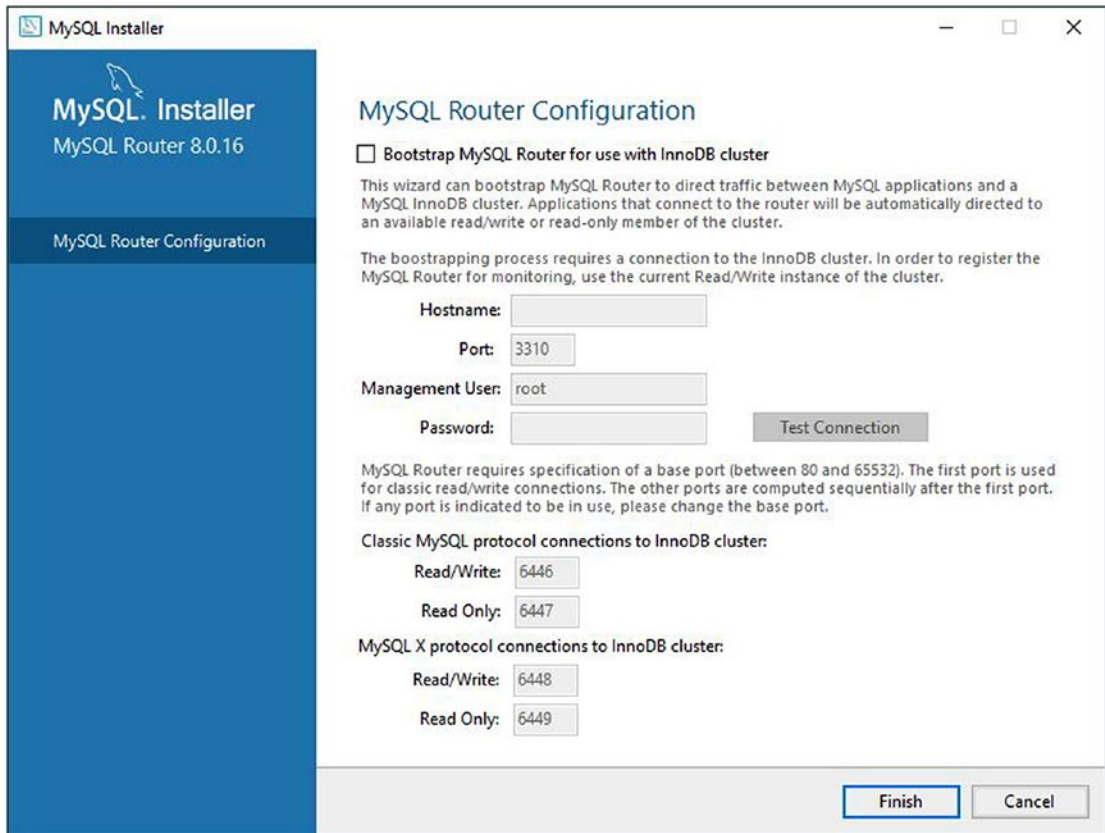 MySQL Installer
MySQL. Installer
MySQL Router 8.0.16
MySQL Router Configuration
MySQL Router Configuration
Bootstrap MySQL Router for use with InnoDB cluster
This wizard can bootstrap MySQL Router to direct traffic between MySQL applications and a
MySQL InnoDB cluster. Applications that connect to the router will be automatically directed to
an available read/write or read-only member of the cluster.
The boostrapping process requires a connection to the InnoDB cluster. In order to register the
MySQL Router for monitoring, use the current Read/Write instance of the cluster.
Hostname:
Port: 3310
Management User: root
Password: Test Connection
MySQL Router requires specification of a base port (between 80 and 65532). The first port is used
for classic read/write connections. The other ports are computed sequentially after the first port.
If any port is indicated to be in use, please change the base port.
Classic MySQL protocol connections to InnoDB cluster:
Read/Write: 6446
Read Only: 6447
MySQL X protocol connections to InnoDB cluster:
Read/Write: 6448
Read Only: 6449
Finish Cancel